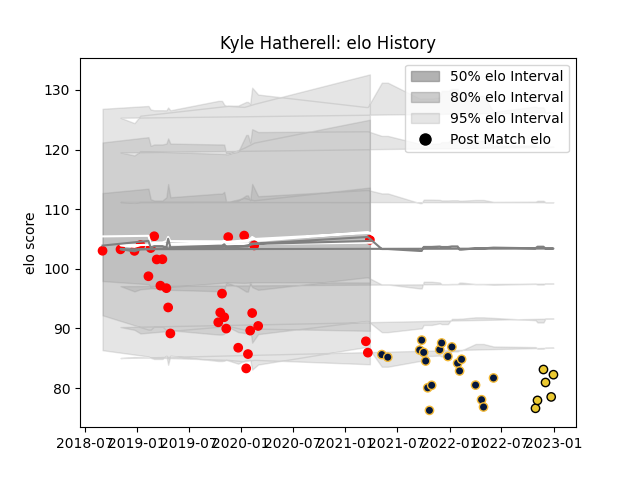 Kyle Hatherell: elo History
50% elo Interval
80% elo Interval
95% elo Interval
Post Match elo
elo score
130
120
110
100
90
80
2018-07 2019-01 2019-07 2020-01 2020-07 2021-01 2021-07 2022-01 2022-07 2023-01